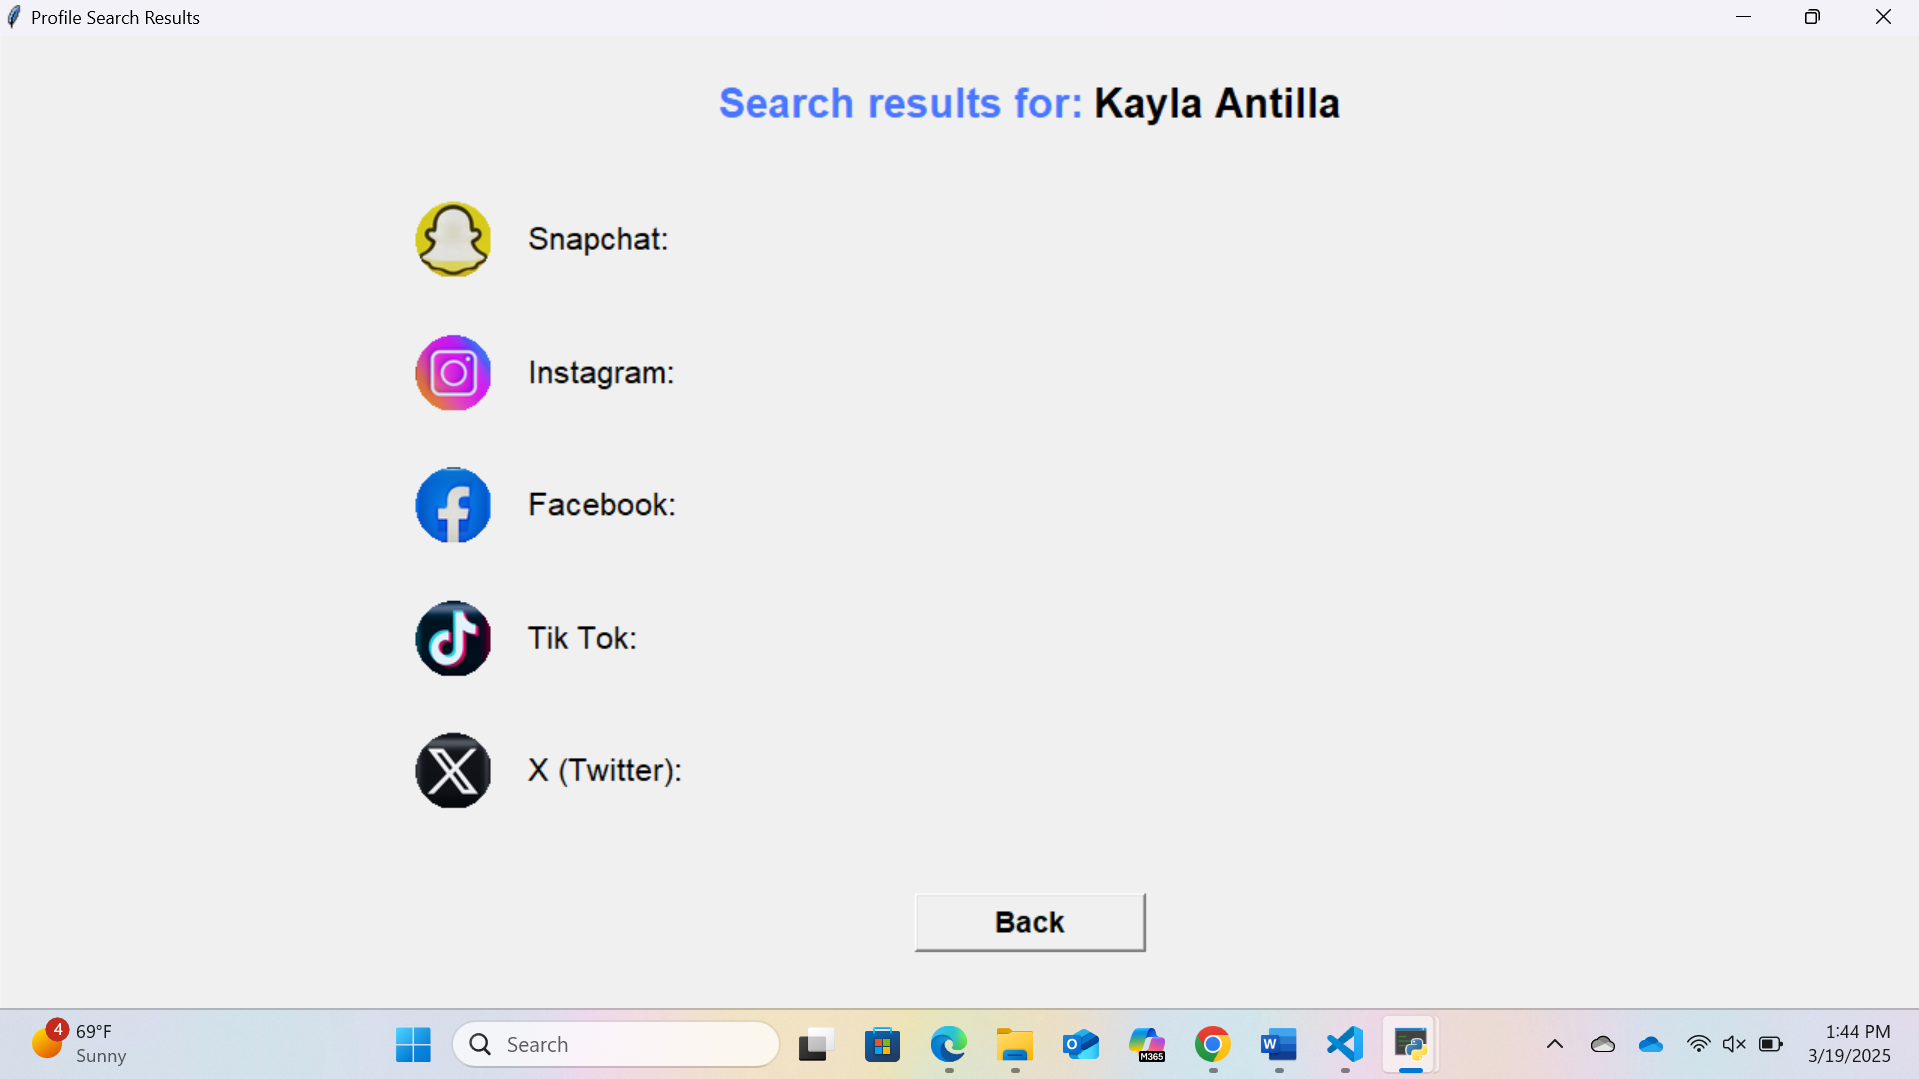 Profile Search Results
Search results for: Kayla Antilla
Snapchat:
Instagram:
Facebook:
Tik Tok:
X (Twitter):
Back
4
69°F
Sunny
Search
M365
1:44 PM
3/19/2025